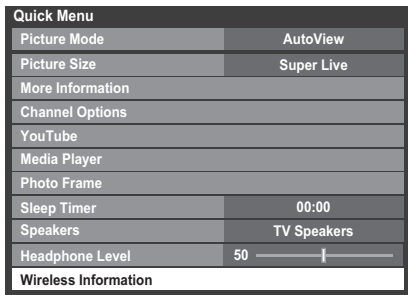 Quick Menu
Picture Mode AutoView
Picture Size Super Live
More Information
Channel Options
YouTube
Media Player
Photo Frame
Sleep Timer 00:00
Speakers TV Speakers
Headphone Level 50
Wireless Information